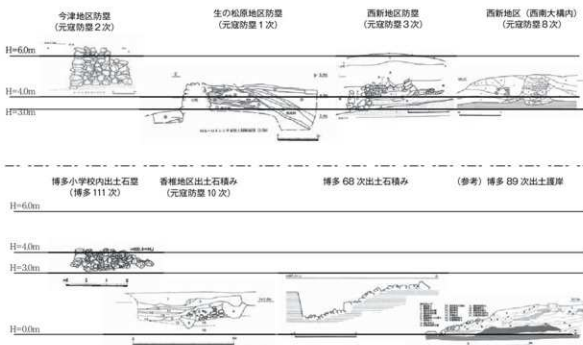 今津地区防塁
(元寇防塁2次)
生の松原地区防塁
(元寇防塁1次)
西新地区防塁
(元寇防塁3次)
西新地区(西南大構内)
(元寇防塁8次)
H=6.0m
H=4.0m
H=3.0m
博多小学校内出土石塁
(博多111次)
香椎地区出土石積み
(元寇防塁10次)
博多68次出土石積み
(参考)博多89次出土護岸
H=6.0m
H=4.0m
H=3.0m
H=0.0m